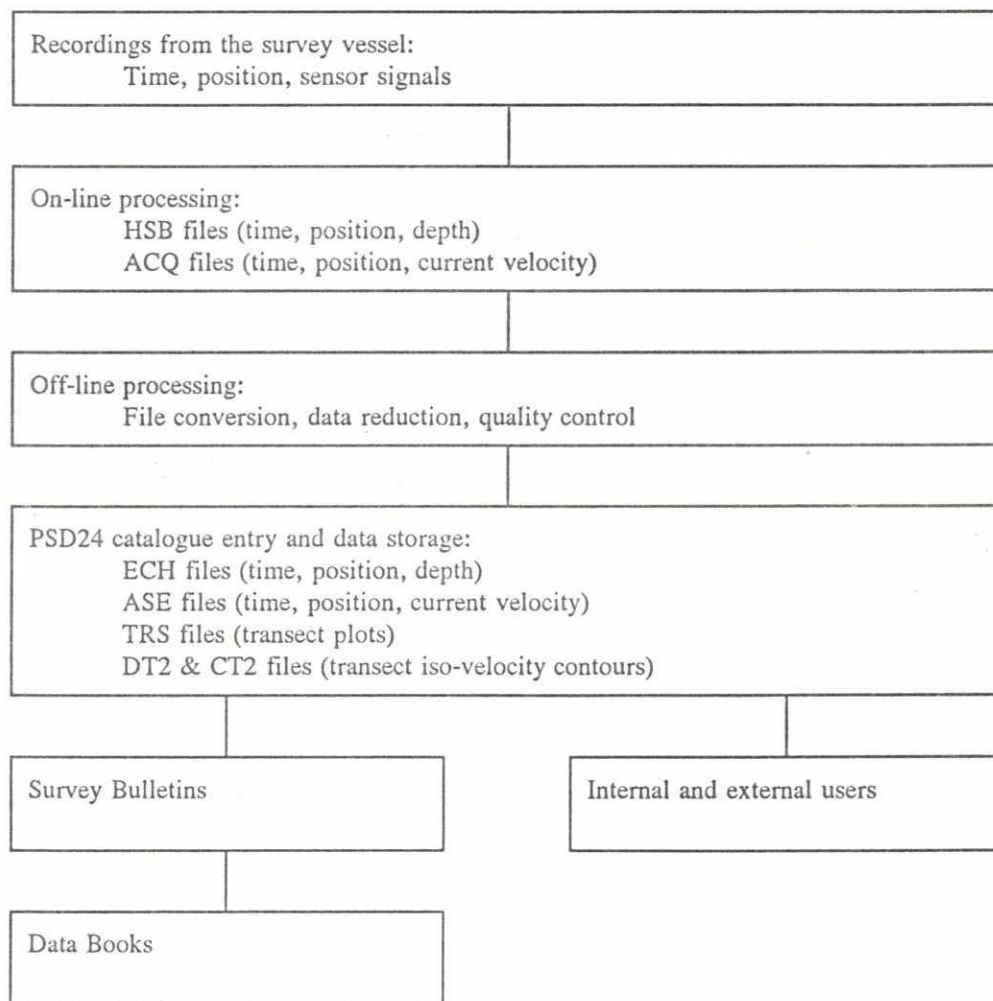 Recordings from the survey vessel:
Time, position, sensor signals
On-line processing:
HSB files (time, position, depth)
ACQ files (time, position, current velocity)
Off-line processing:
File conversion, data reduction, quality control
PSD24 catalogue entry and data storage:
ECH files (time, position, depth)
ASE files (time, position, current velocity)
TRS files (transect plots)
DT2 & CT2 files (transect iso-velocity contours)
Survey Bulletins
Internal and external users
Data Books